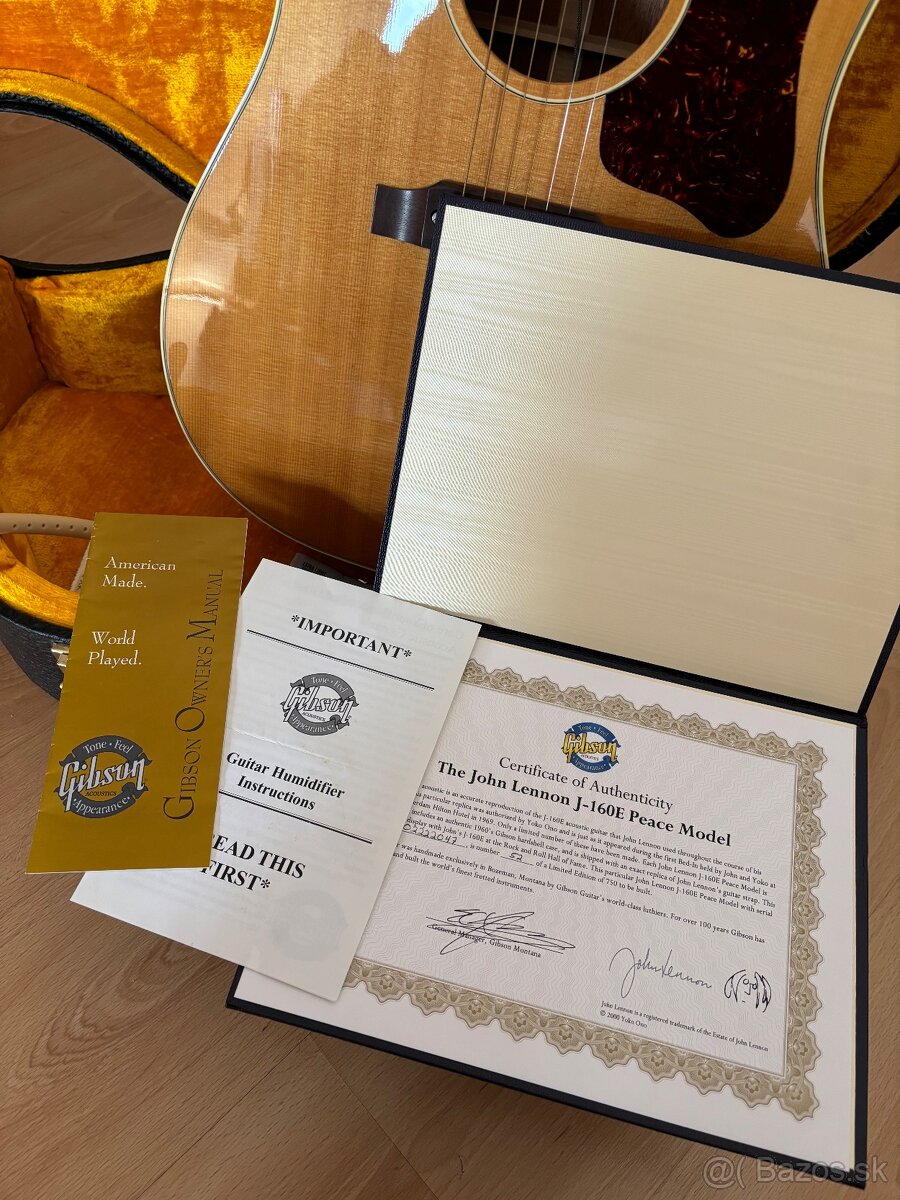 American
Made.
World
Played.
GIBSON OWNER'S MANUAL
Tone • Feel
Gibson
ACOUSTICS
• Appearance •
*IMPORTANT*
Tone • Feel
Gibson
ACOUSTICS
Appearance
Guitar Humidifier
Instructions
EAD THIS
FIRST*
Tone • Feel
Gibson
Appearance
Certificate of Authenticity
The John Lennon J-160E Peace Model
acoustic is an accurate reproduction of the J-160E acoustic guitar that John Lennon used throughout the course of his
particular replica was authorized by Yoko Ono and is just as it appeared during the first Bed-In held by John and Yoko at
erdam Hilton Hotel in 1969. Only a limited number of these have been made. Each John Lennon J-160E Peace Model is
includes an authentic 1960's Gibson hardshell case, and is shipped with an exact replica of John Lennon's guitar strap. This
display with John's J-160E at the Rock and Roll Hall of Fame. This particular John Lennon J-160E Peace Model with serial
02222047, is number 52 of a Limited Edition of 750 to be built.
was handmade exclusively in Bozeman, Montana by Gibson Guitar's world-class luthiers. For over 100 years Gibson has
and built the world's finest fretted instruments.
General Manager, Gibson Montana
John Lennon
John Lennon is a registered trademark of the Estate of John Lennon
© 2000 Yoko Ono
@( Bazos.sk